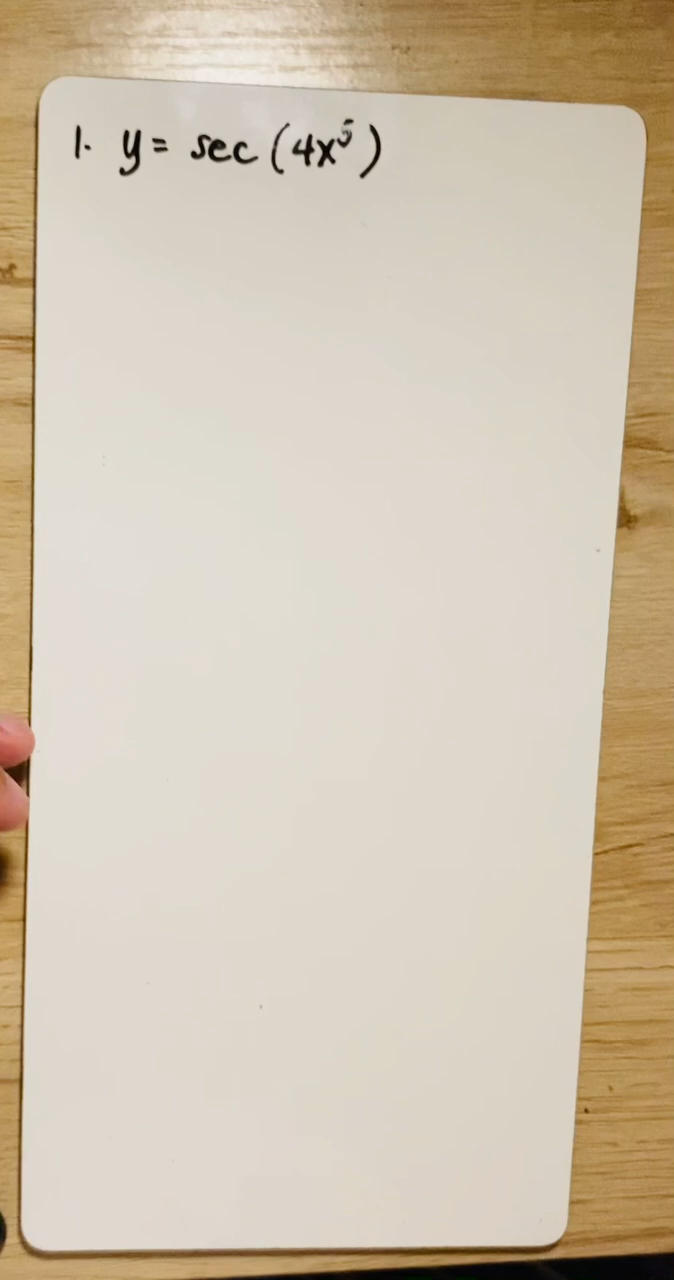 1. y = sec (4x⁵)